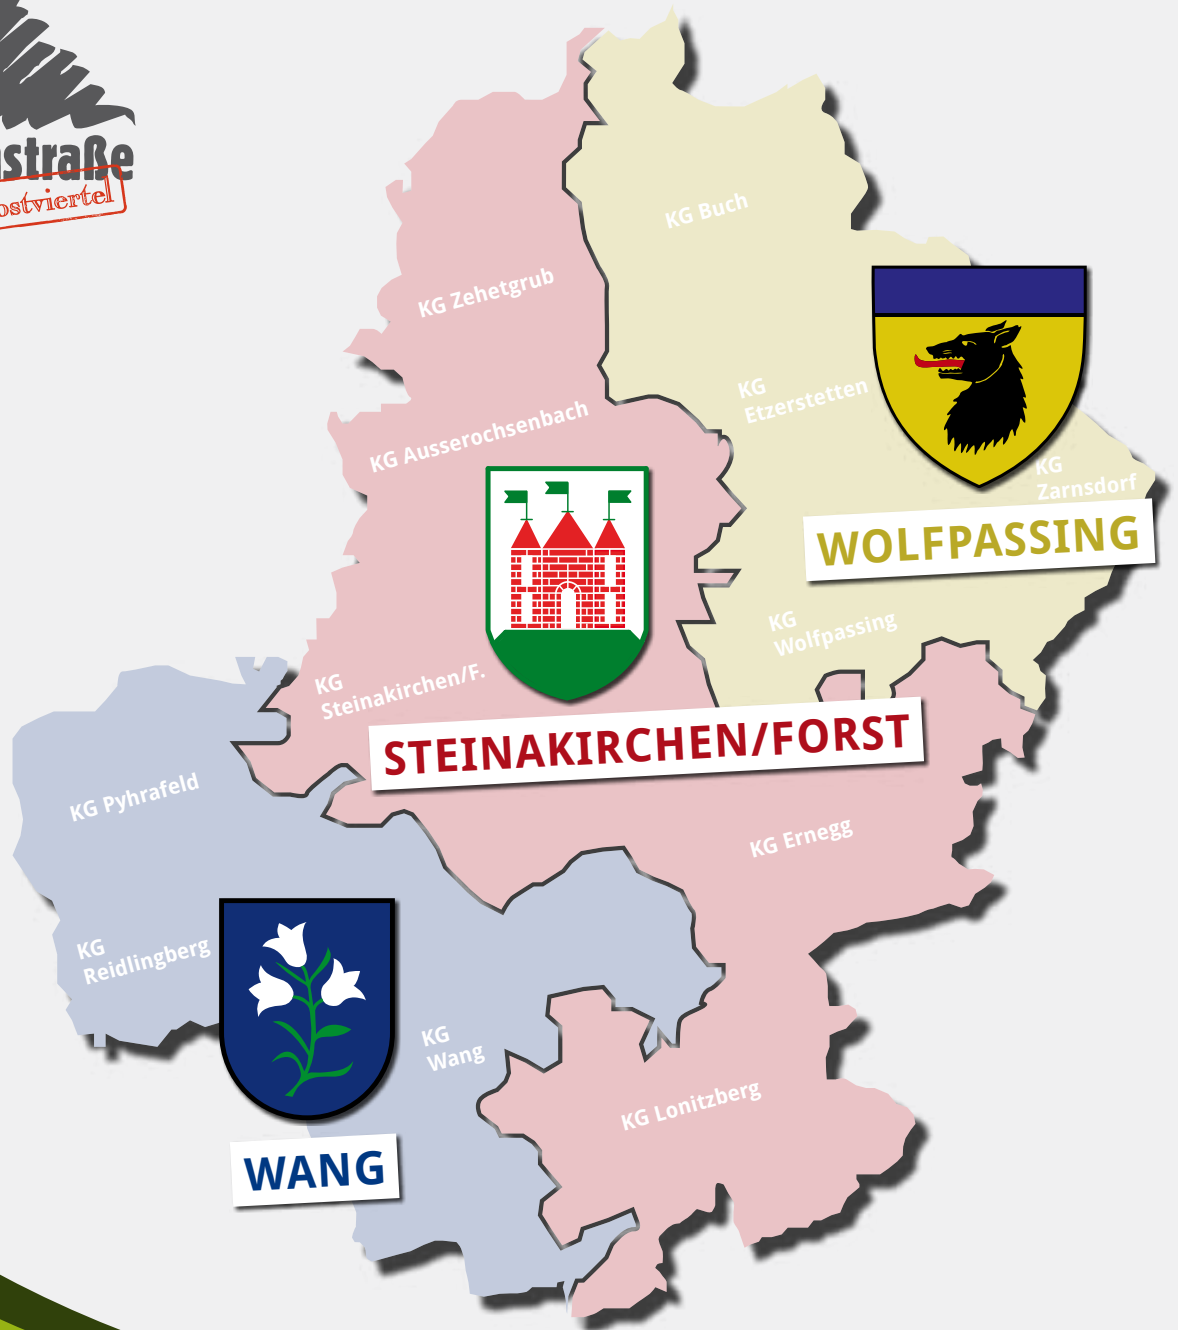 straße
ostviertel
KG Buch
KG Zehetgrub
KG
Etzerstetten
KG Ausserochsenbach
KG
Zarnsdorf
WOLFPASSING
KG
Wolfpassing
KG
Steinakirchen/F.
STEINAKIRCHEN/FORST
KG Pyhrafeld
KG Ernegg
KG
Reidlingberg
KG
Wang
KG Lonitzberg
WANG